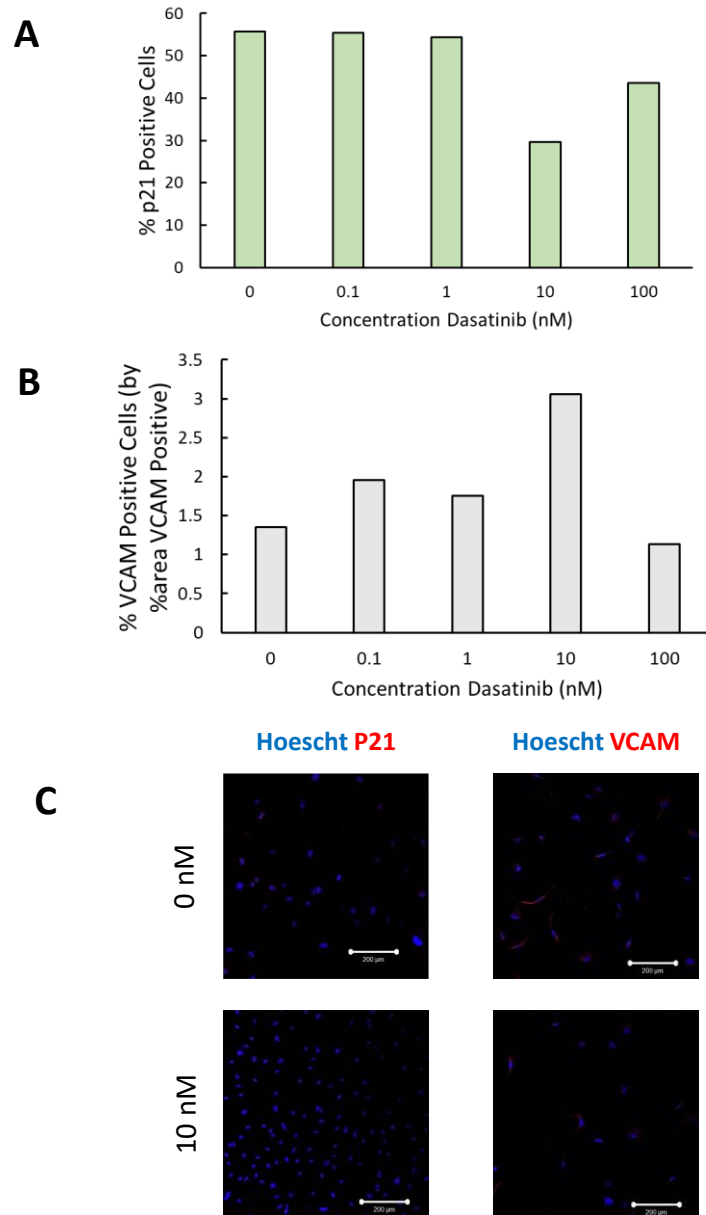 A
% p21 Positive Cells
60
50
40
30
20
10
0
0 0.1 1 10 100
Concentration Dasatinib (nM)
B
% VCAM Positive Cells (by
%area VCAM Positive)
3.5
3
2.5
2
1.5
1
0.5
0
0 0.1 1 10 100
Concentration Dasatinib (nM)
C
Hoescht P21
Hoescht VCAM
0 nM
200 µm
200 µm
10 nM
200 µm
200 µm